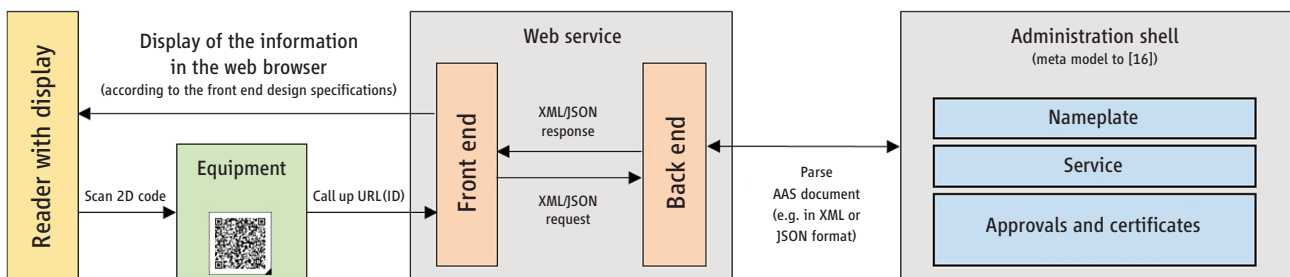 Reader with display
Display of the information
in the web browser
(according to the front end design specifications)
Scan 2D code
Equipment
Call up URL(ID)
Web service
Front end
XML/JSON
response
XML/JSON
request
Back end
Parse
AAS document
(e.g. in XML or
JSON format)
Administration shell
(meta model to [16])
Nameplate
Service
Approvals and certificates